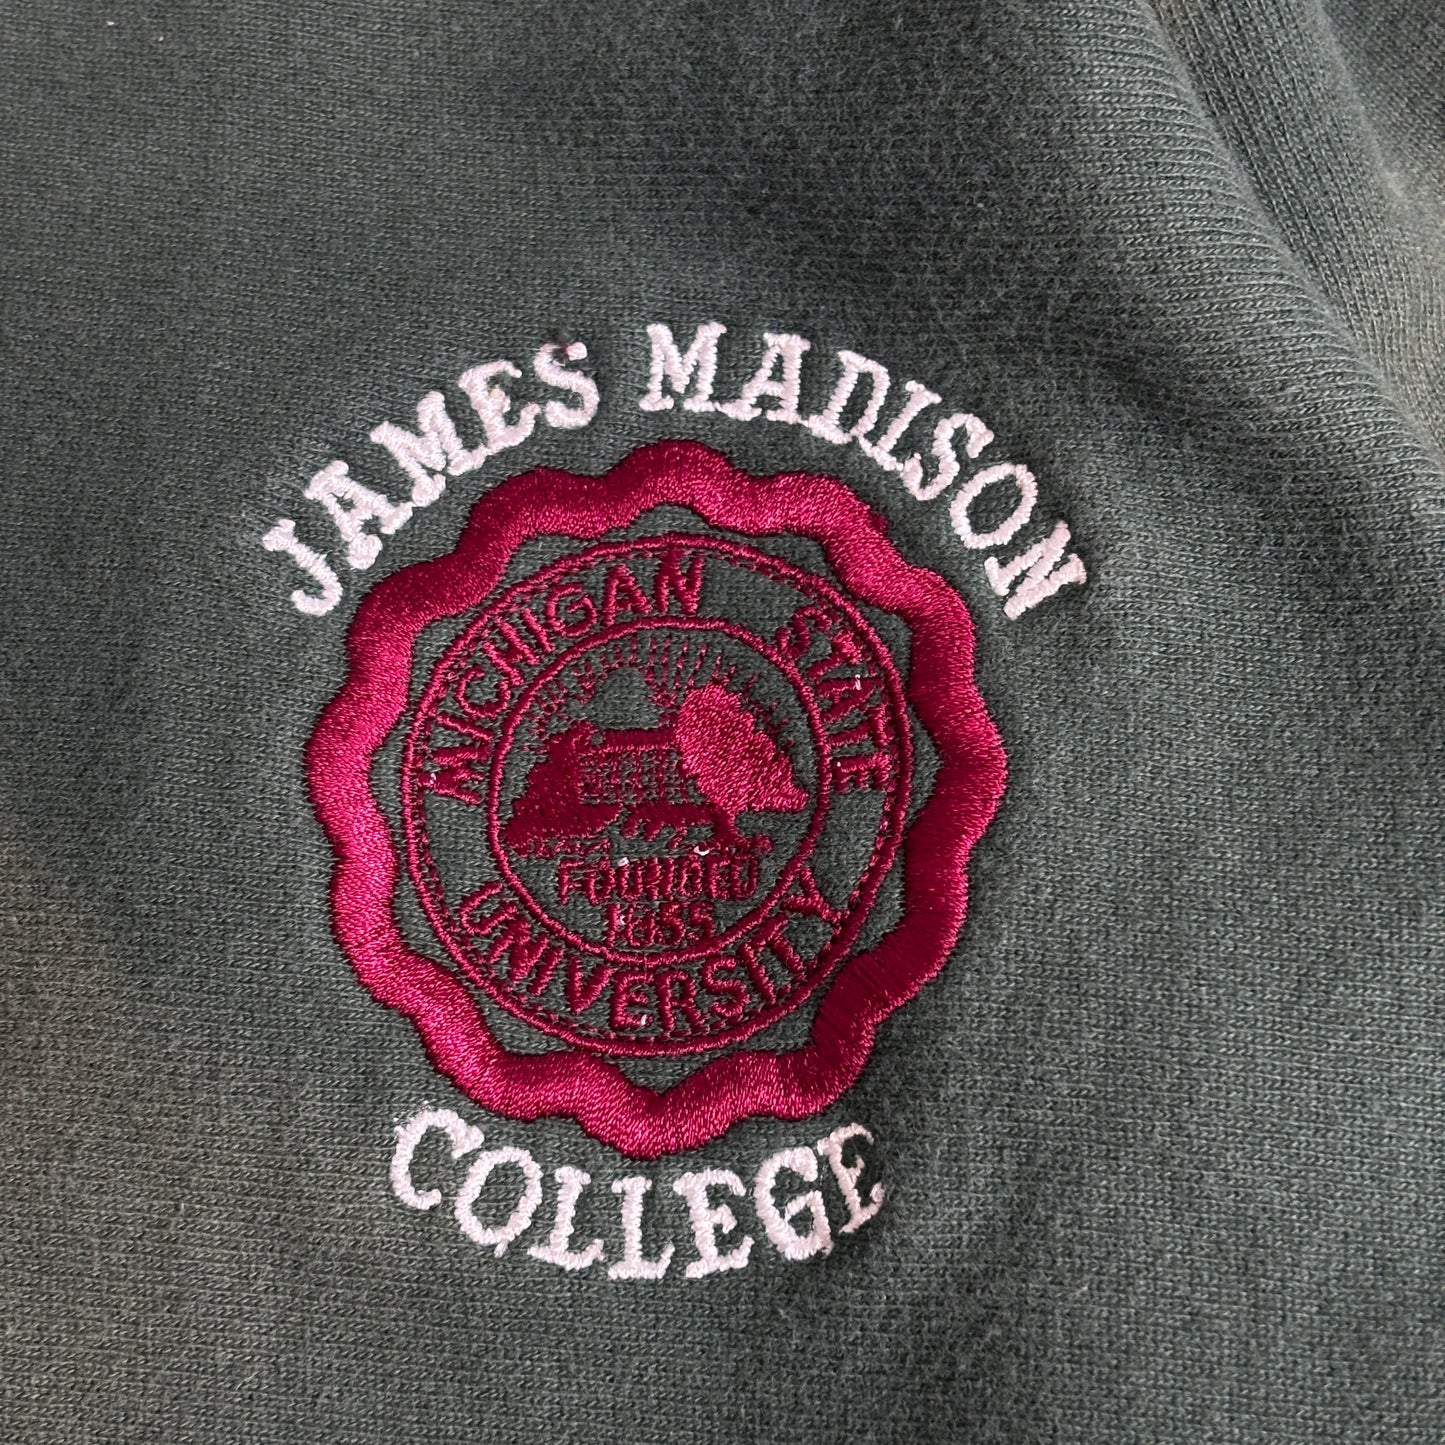 JAMES MADISON
MICHIGAN STATE
FOUNDED
1855
UNIVERSITY
COLLEGE